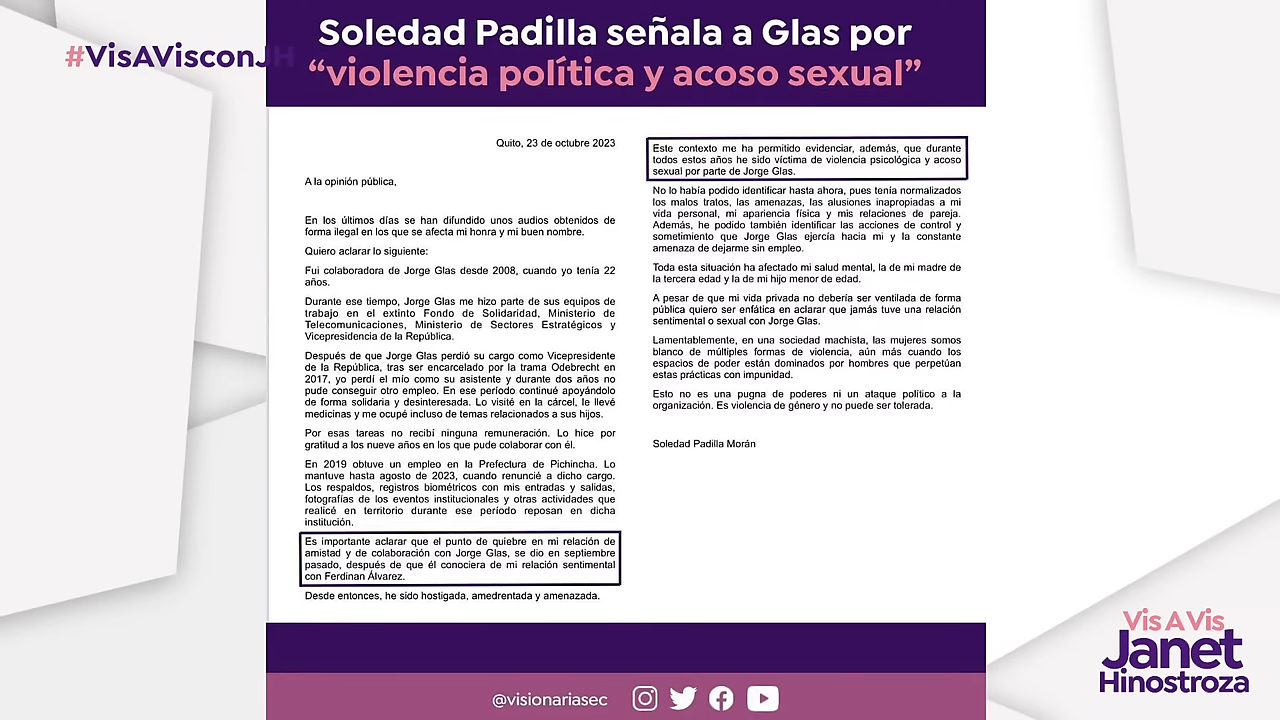 Soledad Padilla señala a Glas por
#VisAVisconJH
“violencia política y acoso sexual”
Quito, 23 de octubre 2023
A la opinión pública,
En los últimos días se han difundido unos audios obtenidos de
forma ilegal en los que se afecta mi honra y mi buen nombre.
Quiero aclarar lo siguiente:
Fui colaboradora de Jorge Glas desde 2008, cuando yo tenía 22
años.
Durante ese tiempo, Jorge Glas me hizo parte de sus equipos de
trabajo en el extinto Fondo de Solidaridad, Ministerio de
Telecomunicaciones, Ministerio de Sectores Estratégicos y
Vicepresidencia de la República.
Después de que Jorge Glas perdió su cargo como Vicepresidente
de la República, tras ser encarcelado por la trama Odebrecht en
2017, yo perdí el mío como su asistente y durante dos años no
pude conseguir otro empleo. En ese período continué apoyándolo
de forma solidaria y desinteresada. Lo visité en la cárcel, le llevé
medicinas y me ocupé incluso de temas relacionados a sus hijos.
Por esas tareas no recibí ninguna remuneración. Lo hice por
gratitud a los nueve años en los que pude colaborar con él.
En 2019 obtuve un empleo en la Prefectura de Pichincha. Lo
mantuve hasta agosto de 2023, cuando renuncié a dicho cargo.
Los respaldos, registros biométricos con mis entradas y salidas,
fotografías de los eventos institucionales y otras actividades que
realicé en territorio durante ese período reposan en dicha
institución.
Es importante aclarar que el punto de quiebre en mi relación de
amistad y de colaboración con Jorge Glas, se dio en septiembre
pasado, después de que él conociera de mi relación sentimental
con Ferdinan Álvarez.
Desde entonces, he sido hostigada, amedrentada y amenazada.
Este contexto me ha permitido evidenciar, además, que durante
todos estos años he sido víctima de violencia psicológica y acoso
sexual por parte de Jorge Glas.
No lo había podido identificar hasta ahora, pues tenía normalizados
los malos tratos, las amenazas, las alusiones inapropiadas a mi
vida personal, mi apariencia física y mis relaciones de pareja.
Además, he podido también identificar las acciones de control y
sometimiento que Jorge Glas ejercía hacia mi y la constante
amenaza de dejarme sin empleo.
Toda esta situación ha afectado mi salud mental, la de mi madre de
la tercera edad y la de mi hijo menor de edad.
A pesar de que mi vida privada no debería ser ventilada de forma
pública quiero ser enfática en aclarar que jamás tuve una relación
sentimental o sexual con Jorge Glas.
Lamentablemente, en una sociedad machista, las mujeres somos
blanco de múltiples formas de violencia, aún más cuando los
espacios de poder están dominados por hombres que perpetúan
estas prácticas con impunidad.
Esto no es una pugna de poderes ni un ataque político a la
organización. Es violencia de género y no puede ser tolerada.
Soledad Padilla Morán
Vis A Vis
Janet
Hinostroza
@visionariasec